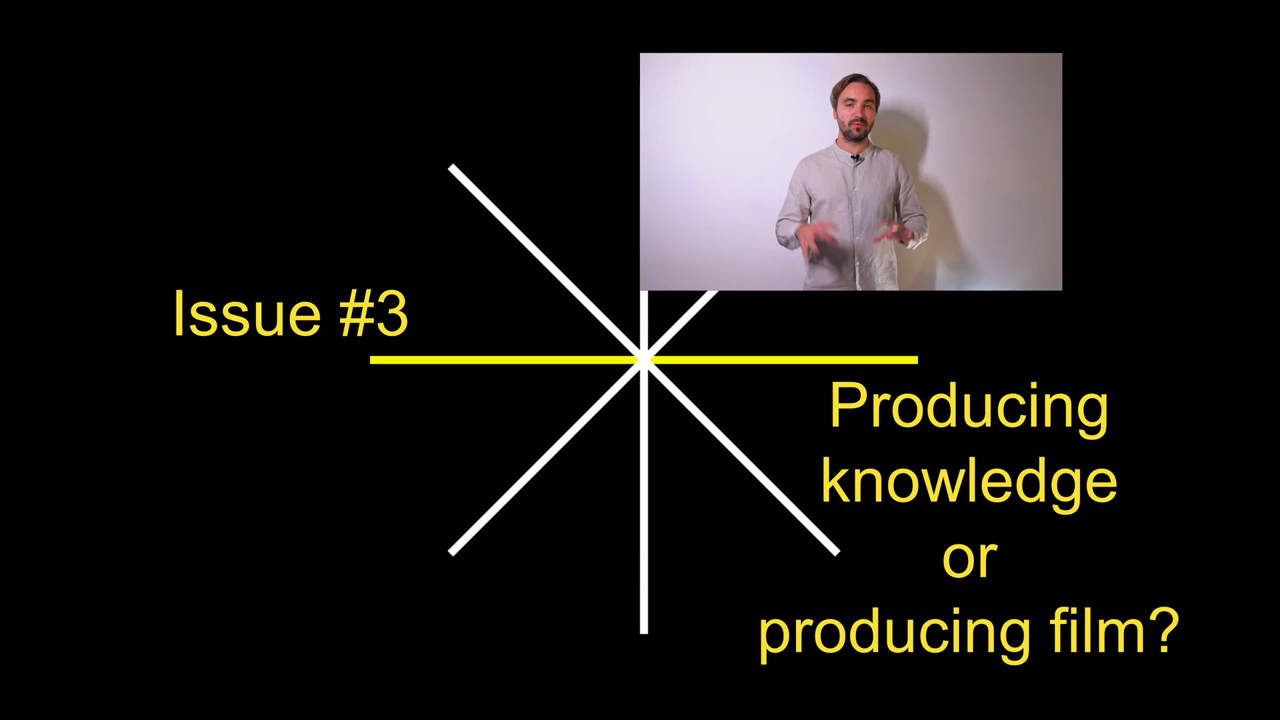 Issue #3
Producing
knowledge
or
producing film?